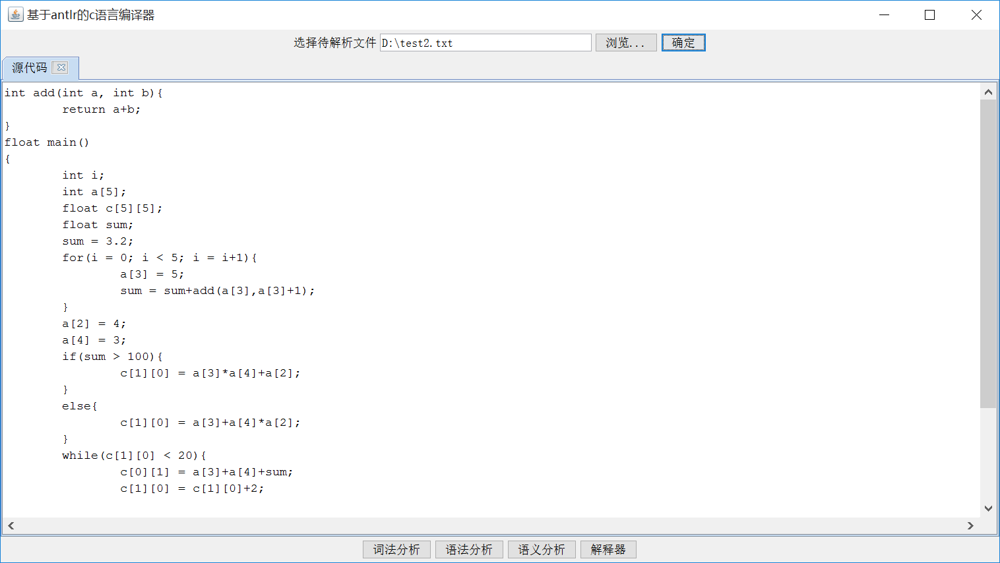 基于antlr的c语言编译器
选择待解析文件 D:\test2.txt 浏览... 确定
源代码
int add(int a, int b){
        return a+b;
}
float main()
{
        int i;
        int a[5];
        float c[5][5];
        float sum;
        sum = 3.2;
        for(i = 0; i < 5; i = i+1){
                a[3] = 5;
                sum = sum+add(a[3],a[3]+1);
        }
        a[2] = 4;
        a[4] = 3;
        if(sum > 100){
                c[1][0] = a[3]*a[4]+a[2];
        }
        else{
                c[1][0] = a[3]+a[4]*a[2];
        }
        while(c[1][0] < 20){
                c[0][1] = a[3]+a[4]+sum;
                c[1][0] = c[1][0]+2;
词法分析 语法分析 语义分析 解释器